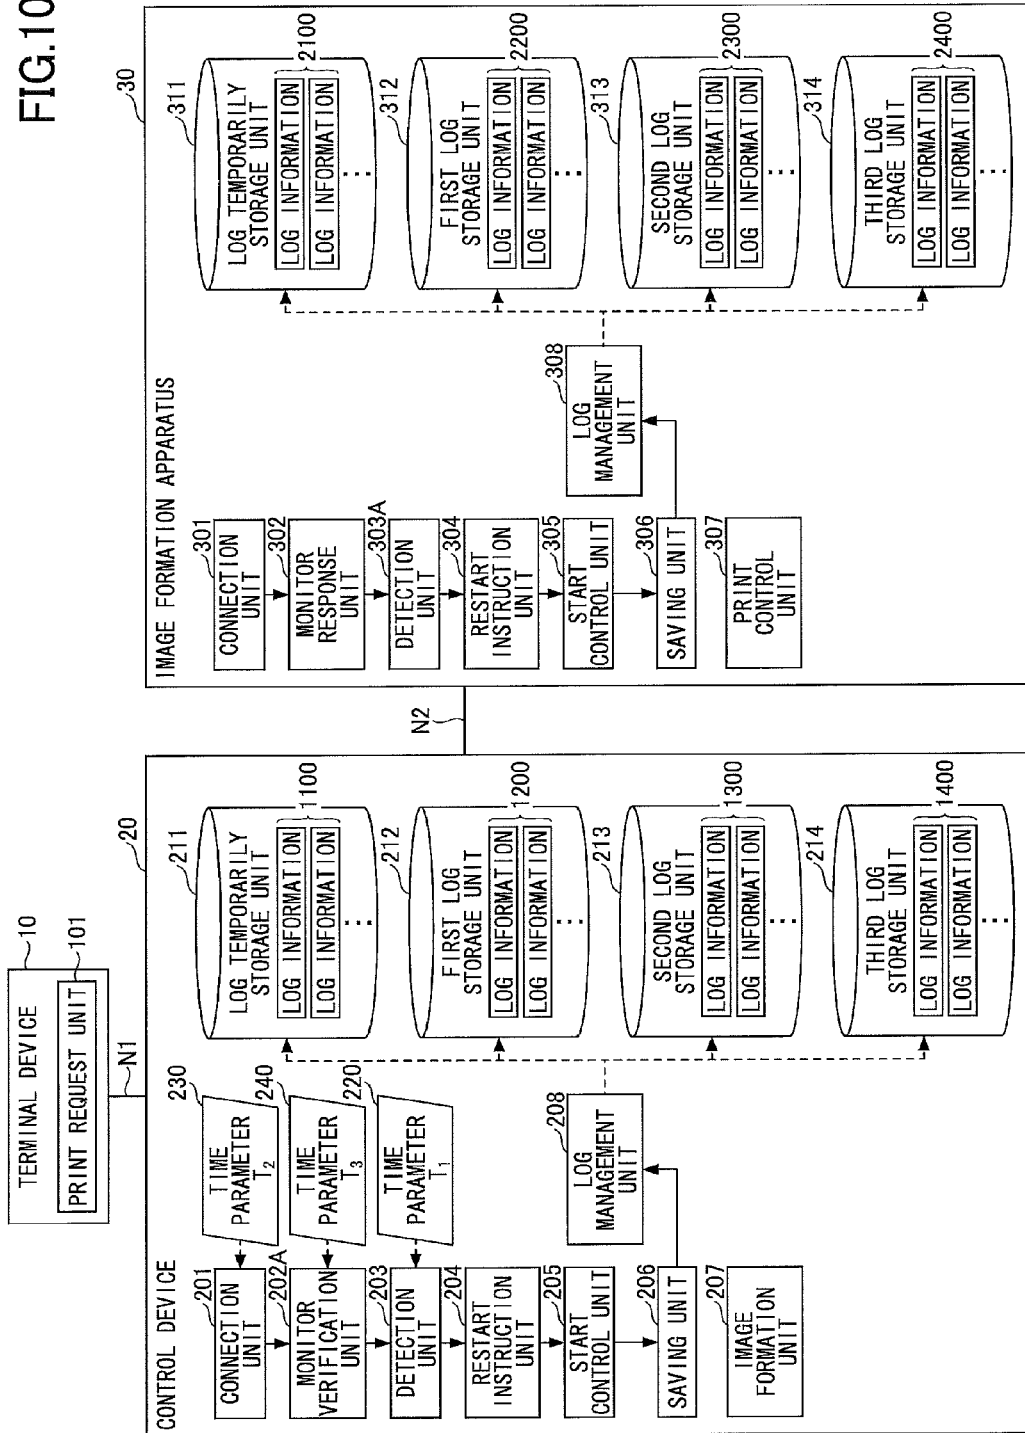 FIG.10
TERMINAL DEVICE
10
PRINT REQUEST UNIT
101
N1
CONTROL DEVICE
20
CONNECTION
UNIT
201
MONITOR
VERIFICATION
UNIT
202A
DETECTION
UNIT
203
RESTART
INSTRUCTION
UNIT
204
START
CONTROL UNIT
205
SAVING UNIT
206
IMAGE
FORMATION
UNIT
207
TIME
PARAMETER
T2
230
TIME
PARAMETER
T3
240
TIME
PARAMETER
T1
220
LOG
MANAGEMENT
UNIT
208
211
LOG TEMPORARILY
STORAGE UNIT
LOG INFORMATION
LOG INFORMATION
...
1100
212
FIRST LOG
STORAGE UNIT
LOG INFORMATION
LOG INFORMATION
...
1200
213
SECOND LOG
STORAGE UNIT
LOG INFORMATION
LOG INFORMATION
...
1300
214
THIRD LOG
STORAGE UNIT
LOG INFORMATION
LOG INFORMATION
...
1400
N2
IMAGE FORMATION APPARATUS
30
CONNECTION
UNIT
301
MONITOR
RESPONSE
UNIT
302
DETECTION
UNIT
303A
RESTART
INSTRUCTION
UNIT
304
START
CONTROL UNIT
305
SAVING UNIT
306
PRINT
CONTROL
UNIT
307
LOG
MANAGEMENT
UNIT
308
311
LOG TEMPORARILY
STORAGE UNIT
LOG INFORMATION
LOG INFORMATION
...
2100
312
FIRST LOG
STORAGE UNIT
LOG INFORMATION
LOG INFORMATION
...
2200
313
SECOND LOG
STORAGE UNIT
LOG INFORMATION
LOG INFORMATION
...
2300
314
THIRD LOG
STORAGE UNIT
LOG INFORMATION
LOG INFORMATION
...
2400